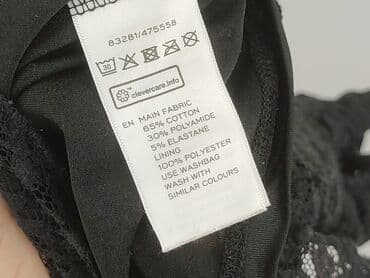 83281/475558
30
clevercare.info
EN MAIN FABRIC
65% COTTON
30% POLYAMIDE
5% ELASTANE
LINING
100% POLYESTER
USE WASHBAG
WASH WITH
SIMILAR COLOURS